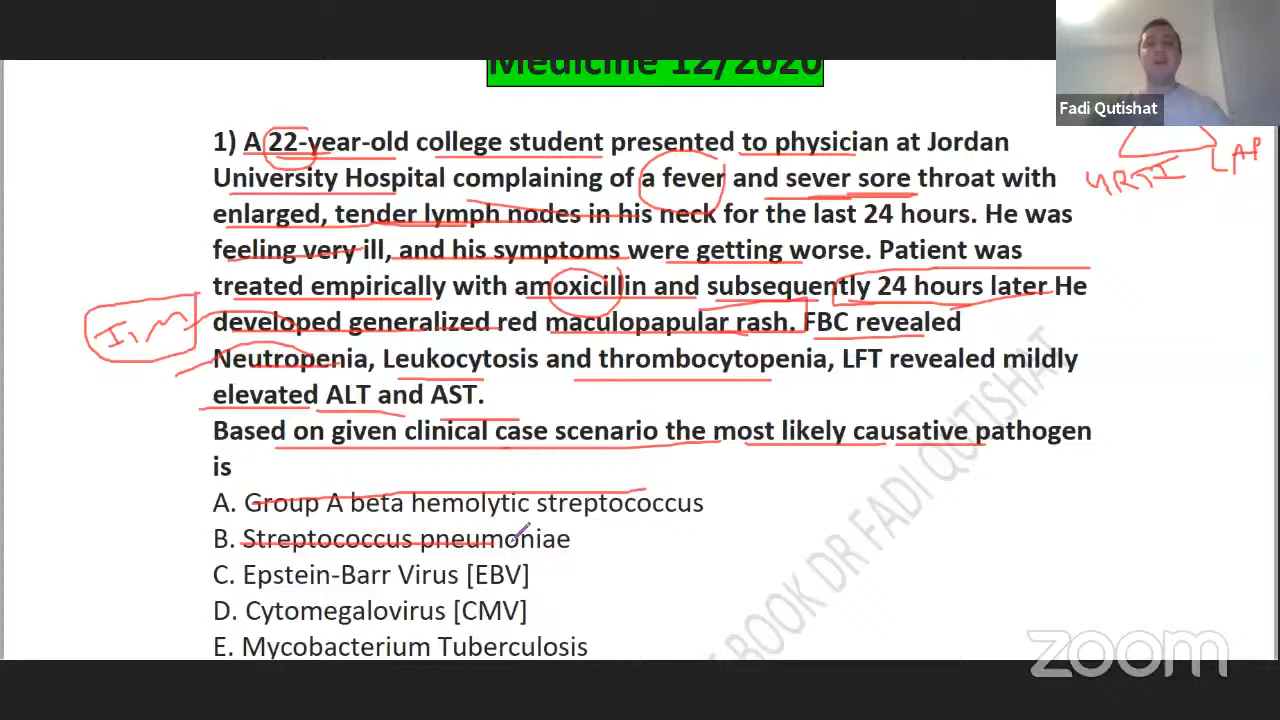 Medicine 12/2020
Fadi Qutishat
1) A 22-year-old college student presented to physician at Jordan
University Hospital complaining of a fever and sever sore throat with
enlarged, tender lymph nodes in his neck for the last 24 hours. He was
feeling very ill, and his symptoms were getting worse. Patient was
treated empirically with amoxicillin and subsequently 24 hours later He
developed generalized red maculopapular rash. FBC revealed
Neutropenia, Leukocytosis and thrombocytopenia, LFT revealed mildly
elevated ALT and AST.
Based on given clinical case scenario the most likely causative pathogen
is
A. Group A beta hemolytic streptococcus
B. Streptococcus pneumoniae
C. Epstein-Barr Virus [EBV]
D. Cytomegalovirus [CMV]
E. Mycobacterium Tuberculosis
URTI
LAP
I,m
BOOK DR FADI QUTISHAT
zoom